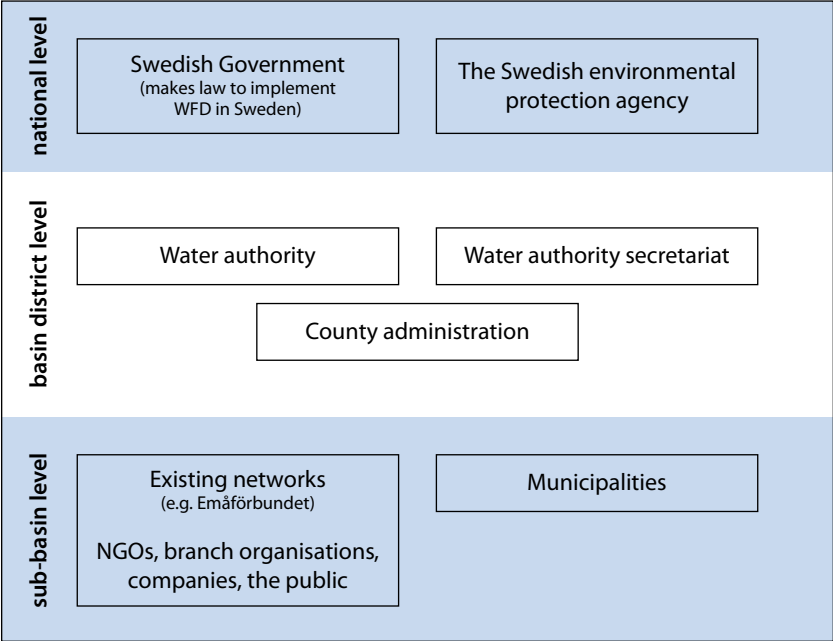 national level
Swedish Government
(makes law to implement
WFD in Sweden)
The Swedish environmental
protection agency
basin district level
Water authority
Water authority secretariat
County administration
sub-basin level
Existing networks
(e.g. Emåförbundet)
NGOs, branch organisations,
companies, the public
Municipalities